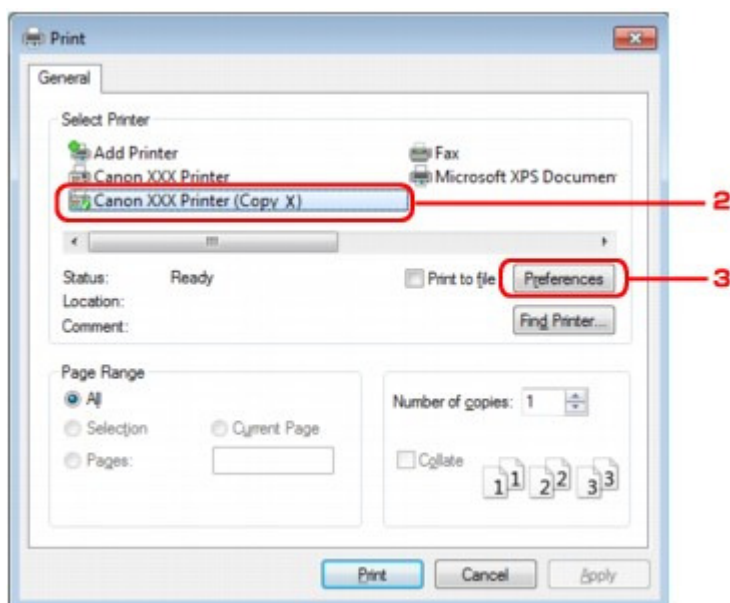 Print
General
Select Printer
Add Printer
Canon XXX Printer
Canon XXX Printer (Copy X)
Fax
Microsoft XPS Documen
2
Status: Ready
Location:
Comment:
Print to file
Preferences
3
Find Printer...
Page Range
All
Selection
Current Page
Pages:
Number of copies: 1
Collate
1 1 2 2 3 3
Print
Cancel
Apply